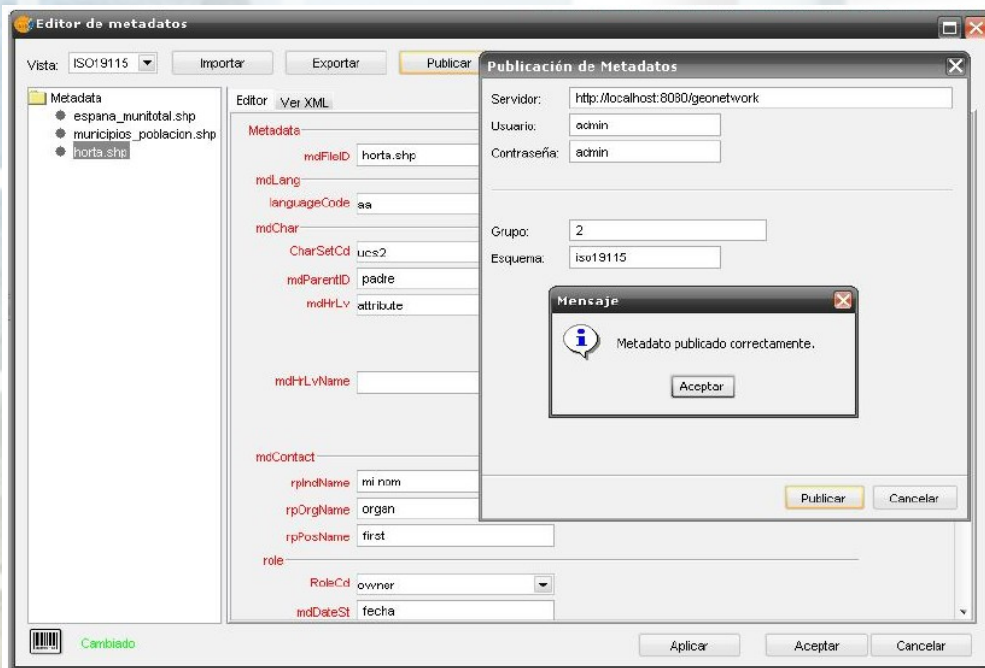 Editor de metadatos
Vista: ISO19115 Importar Exportar Publicar
Metadata
espana_munitotal.shp
municipios_poblacion.shp
horta.shp
Editor Ver XML
Metadata
mdFileID horta.shp
mdLang
languageCode aa
mdChar
CharSetCd ucs2
mdParentID padre
mdHrLv attribute
mdHrLvName
mdContact
rpIndName mi nom
rpOrgName organ
rpPosName first
role
RoleCd owner
mdDateSt fecha
Cambiado
Aplicar Aceptar Cancelar
Publicación de Metadatos
Servidor: http://localhost:8080/geonetwork
Usuario: admin
Contraseña: admin
Grupo: 2
Esquema: iso19115
Mensaje
Metadato publicado correctamente.
Aceptar
Publicar Cancelar